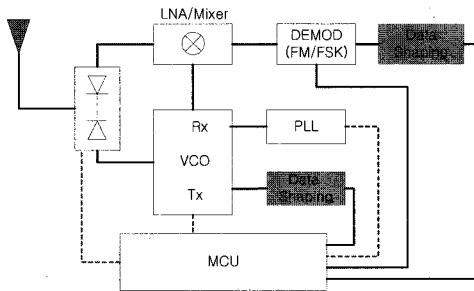 LNA/Mixer
DEMOD
(FM/FSK)
Data
Shaping
Rx
PLL
VCO
Tx
Data
Shaping
MCU